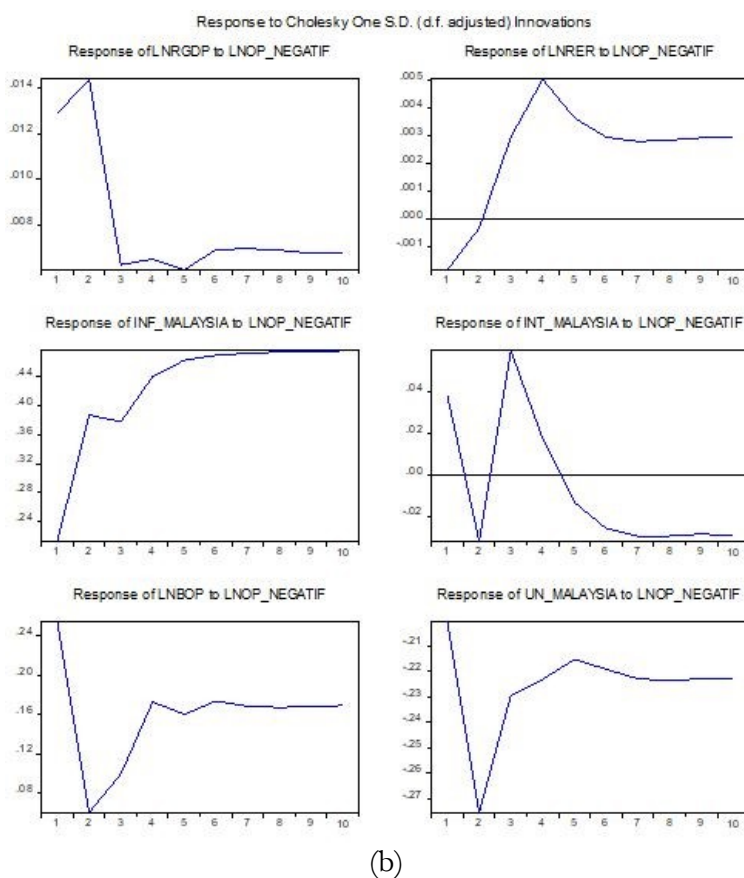 Response to Cholesky One S.D. (d.f. adjusted) Innovations
Response of LNRGDP to LNOP_NEGATIF
.014
.012
.010
.008
1 2 3 4 5 6 7 8 9 10
Response of LNRER to LNOP_NEGATIF
.005
.004
.003
.002
.000
-.001
1 2 3 4 5 6 7 8 9 10
Response of INF_MALAYSIA to LNOP_NEGATIF
.44
.40
.36
.32
.24
1 2 3 4 5 6 7 8 9 10
Response of INT_MALAYSIA to LNOP_NEGATIF
.04
.02
.00
-.02
1 2 3 4 5 6 7 8 9 10
Response of LNBOP to LNOP_NEGATIF
.24
.20
.16
.12
.08
1 2 3 4 5 6 7 8 9 10
Response of UN_MALAYSIA to LNOP_NEGATIF
-.21
-.22
-.23
-.24
-.26
-.27
1 2 3 4 5 6 7 8 9 10
(b)